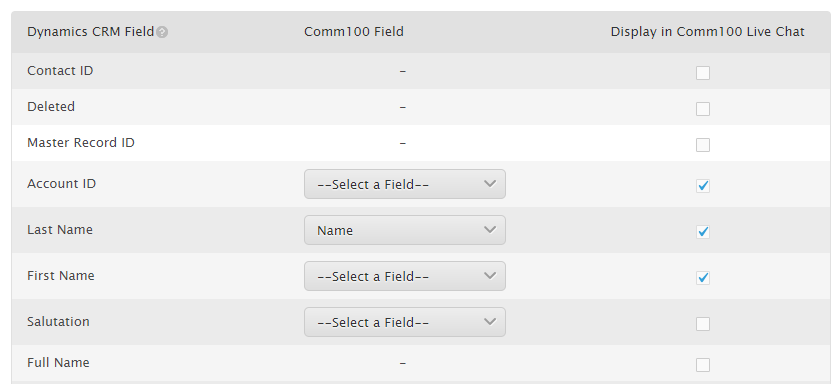 Dynamics CRM Field ? Comm100 Field Display in Comm100 Live Chat
Contact ID -
Deleted -
Master Record ID -
Account ID --Select a Field--
Last Name Name
First Name --Select a Field--
Salutation --Select a Field--
Full Name -